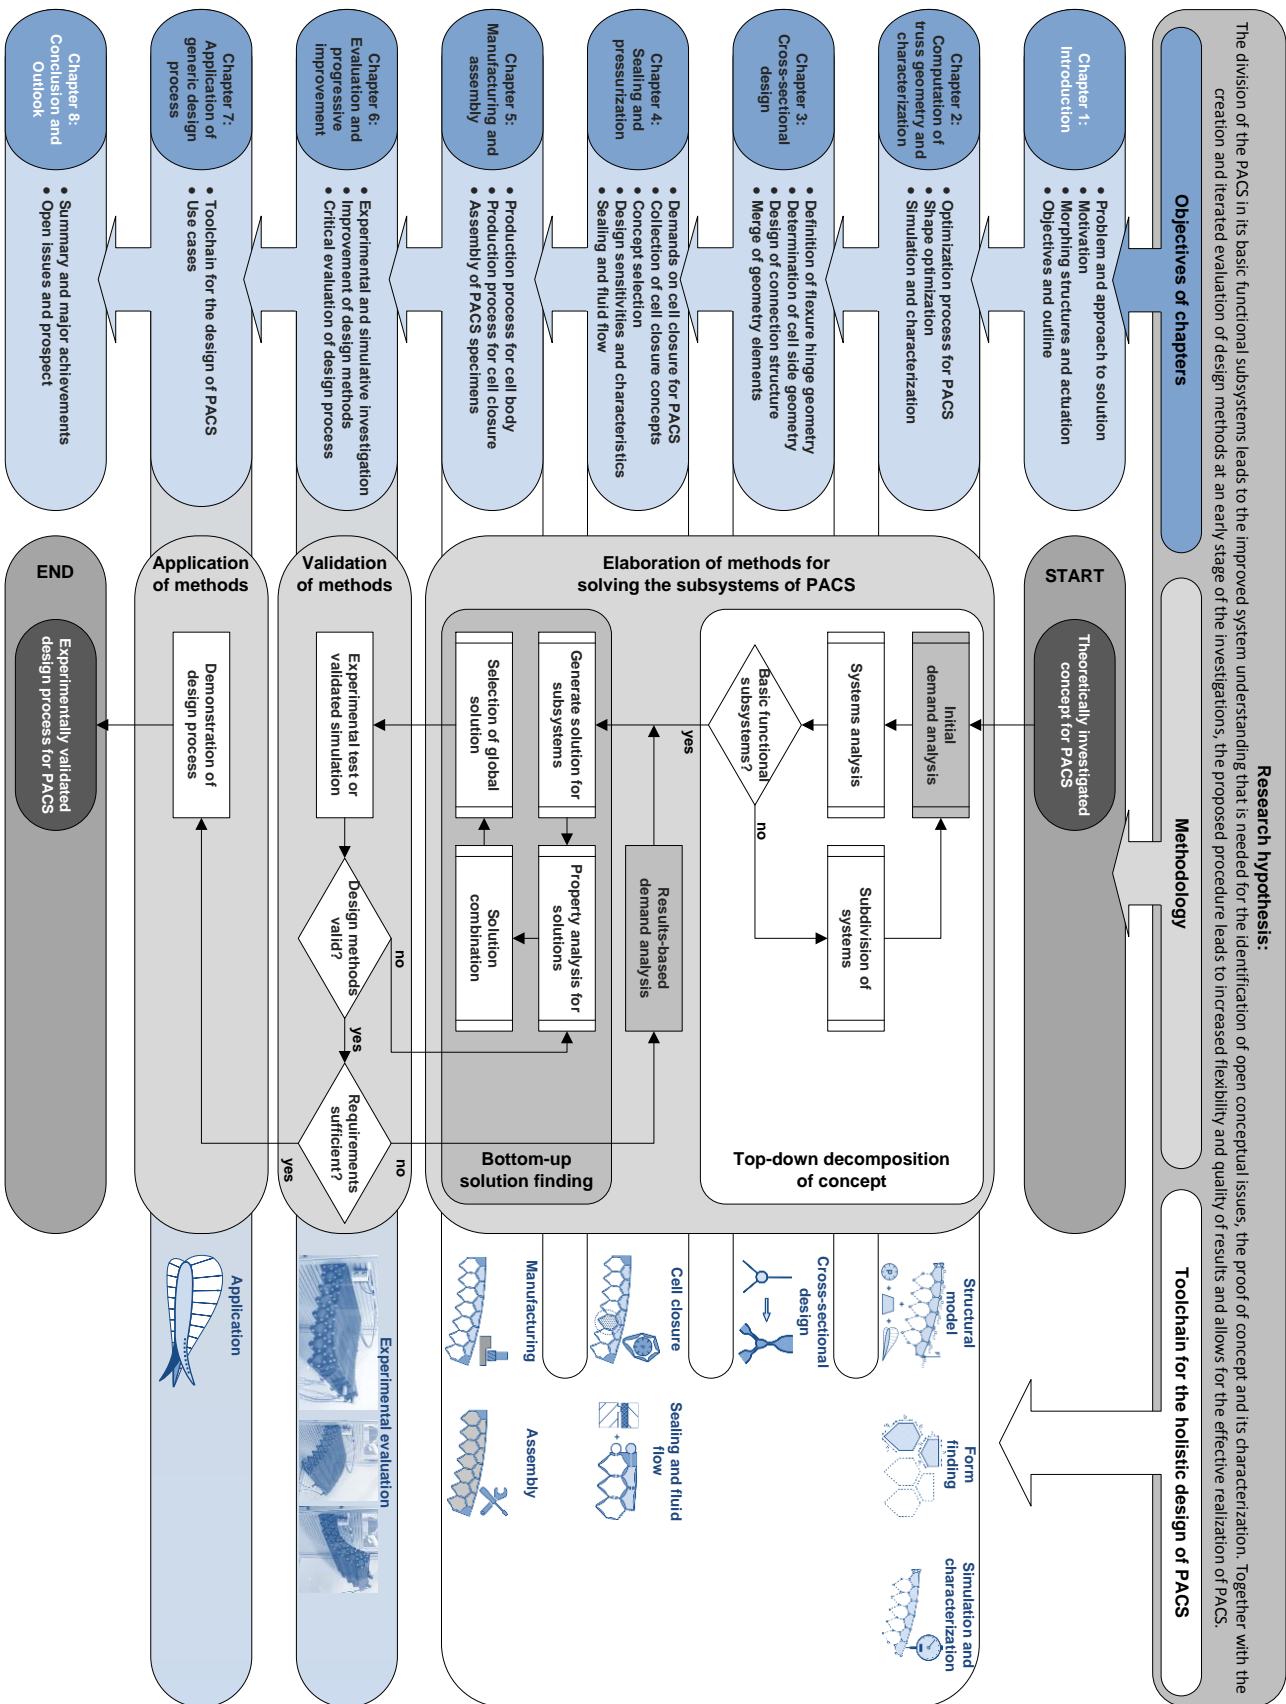 Research hypothesis:
The division of the PACS in its basic functional subsystems leads to the improved system understanding that is needed for the identification of open conceptual issues, the proof of concept and its characterization. Together with the
creation and iterated evaluation of design methods at an early stage of the investigations, the proposed procedure leads to increased flexibility and quality of results and allows for the effective realization of PACS.
Objectives of chapters
Methodology
Toolchain for the holistic design of PACS
Chapter 1:
Introduction
• Problem and approach to solution
• Motivation
• Morphing structures and actuation
• Objectives and outline
START
Theoretically investigated
concept for PACS
Chapter 2:
Computation of
truss geometry and
characterization
• Optimization process for PACS
• Shape optimization
• Simulation and characterization
Chapter 3:
Cross-sectional
design
• Definition of flexure hinge geometry
• Determination of cell side geometry
• Design of connection structure
• Merge of geometry elements
Chapter 4:
Sealing and
pressurization
• Demands on cell closure for PACS
• Collection of cell closure concepts
• Concept selection
• Design sensitivities and characteristics
• Sealing and fluid flow
Chapter 5:
Manufacturing and
assembly
• Production process for cell body
• Production process for cell closure
• Assembly of PACS specimens
Elaboration of methods for
solving the subsystems of PACS
Initial
demand analysis
Systems analysis
Basic functional
subsystems?
no
yes
Subdivision of
systems
Top-down decomposition
of concept
Results-based
demand analysis
Generate solution for
subsystems
Property analysis for
solutions
Selection of global
solution
Solution
combination
Bottom-up
solution finding
Structural
model
p
+
+
Form
finding
Simulation and
characterization
Cross-sectional
design
Cell closure
Sealing and fluid
flow
+
Manufacturing
Assembly
Chapter 6:
Evaluation and
progressive
improvement
• Experimental and simulative investigation
• Improvement of design methods
• Critical evaluation of design process
Validation
of methods
Experimental test or
validated simulation
Design methods
valid?
no
yes
Requirements
sufficient?
no
yes
Experimental evaluation
Chapter 7:
Application of
generic design
process
• Toolchain for the design of PACS
• Use cases
Application
of methods
Demonstration of
design process
Application
Chapter 8:
Conclusion and
Outlook
• Summary and major achievements
• Open issues and prospect
END
Experimentally validated
design process for PACS